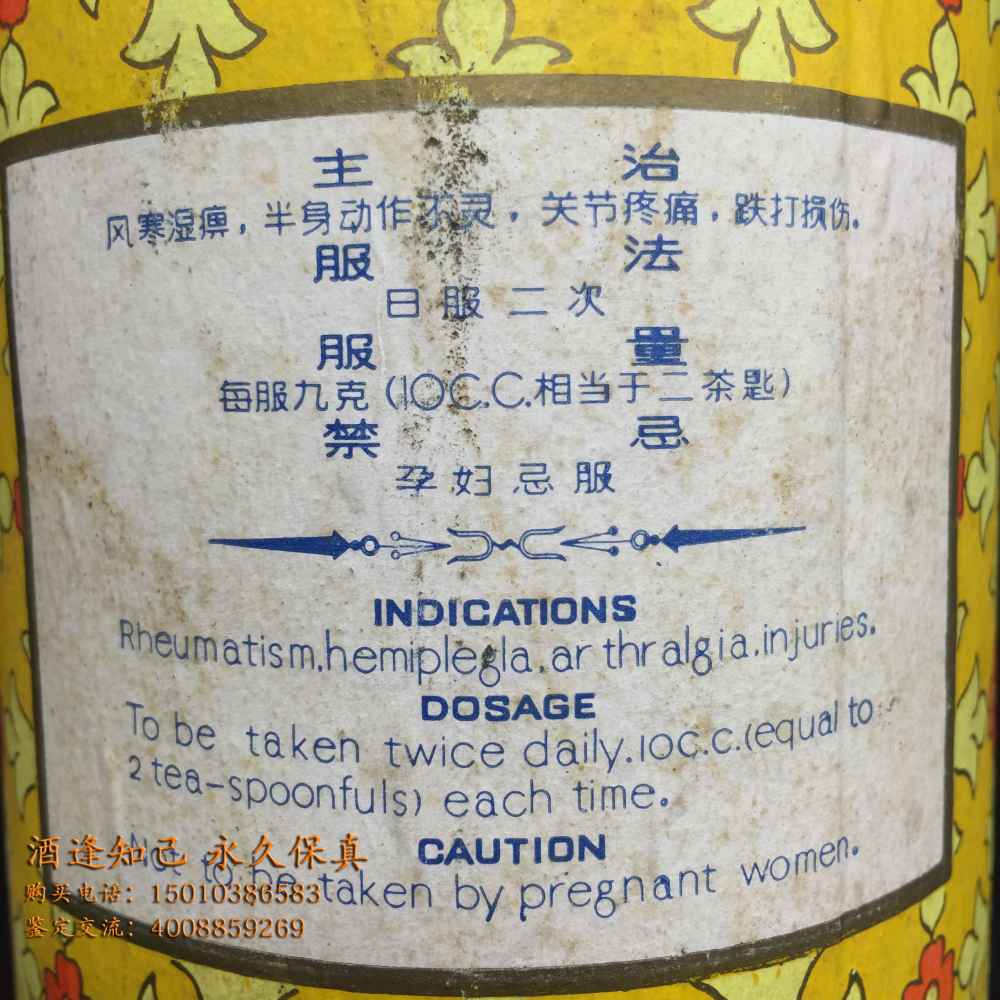 主治
风寒湿痹，半身动作不灵，关节疼痛，跌打损伤。
服法
日服二次
服量
每服九克（10C.C.相当于二茶匙）
禁忌
孕妇忌服
INDICATIONS
Rheumatism.hemiplegla.arthralgia.injuries.
DOSAGE
To be taken twice daily.10C.C.(equal to
2 tea-spoonfuls) each time.
CAUTION
Not to be taken by pregnant women.
酒逢知己 永久保真
购买电话：15010386583
鉴定交流：4008859269